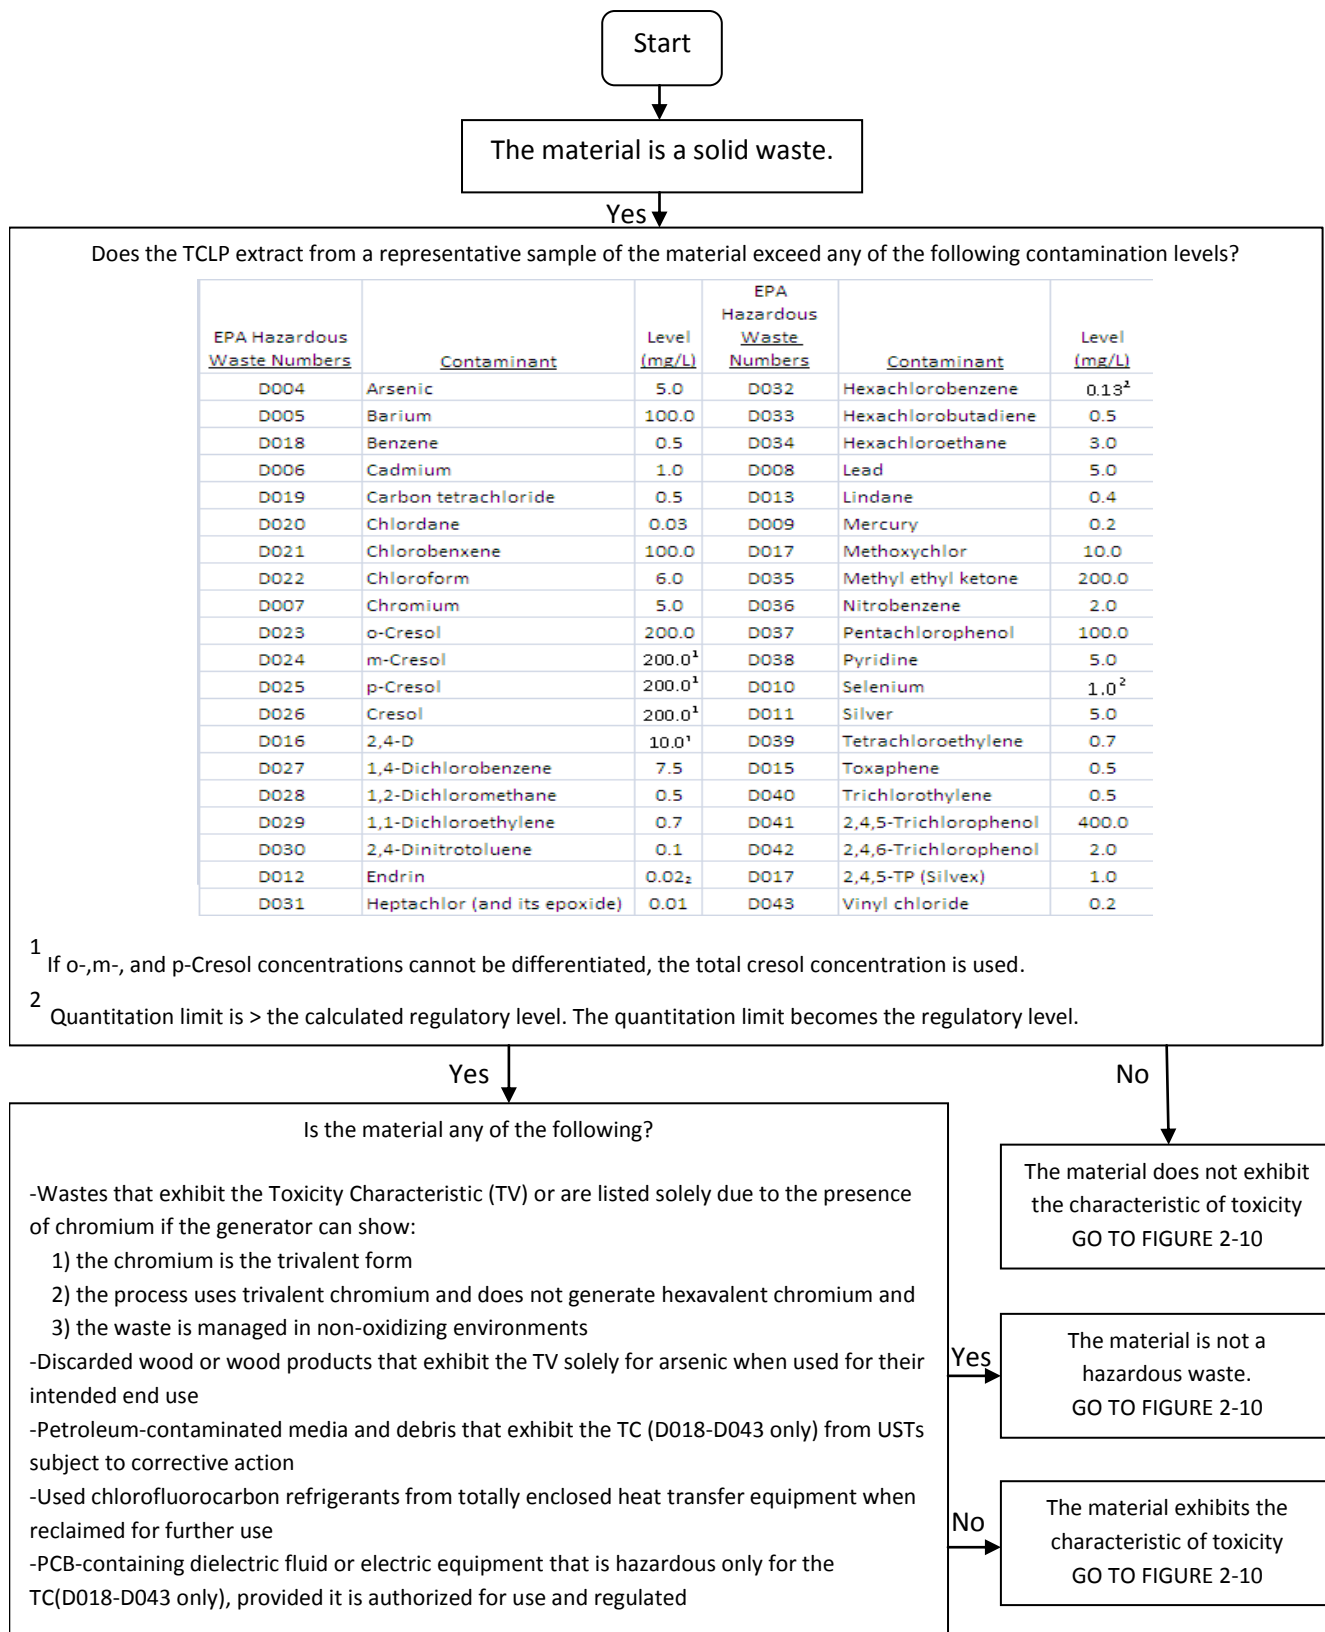 Start
The material is a solid waste.
Yes
Does the TCLP extract from a representative sample of the material exceed any of the following contamination levels?
EPA Hazardous Waste Numbers Contaminant Level (mg/L) EPA Hazardous Waste Numbers Contaminant Level (mg/L)
D004 Arsenic 5.0 D032 Hexachlorobenzene 0.13²
D005 Barium 100.0 D033 Hexachlorobutadiene 0.5
D018 Benzene 0.5 D034 Hexachloroethane 3.0
D006 Cadmium 1.0 D008 Lead 5.0
D019 Carbon tetrachloride 0.5 D013 Lindane 0.4
D020 Chlordane 0.03 D009 Mercury 0.2
D021 Chlorobenxene 100.0 D017 Methoxychlor 10.0
D022 Chloroform 6.0 D035 Methyl ethyl ketone 200.0
D007 Chromium 5.0 D036 Nitrobenzene 2.0
D023 o-Cresol 200.0 D037 Pentachlorophenol 100.0
D024 m-Cresol 200.0¹ D038 Pyridine 5.0
D025 p-Cresol 200.0¹ D010 Selenium 1.0²
D026 Cresol 200.0¹ D011 Silver 5.0
D016 2,4-D 10.0¹ D039 Tetrachloroethylene 0.7
D027 1,4-Dichlorobenzene 7.5 D015 Toxaphene 0.5
D028 1,2-Dichloromethane 0.5 D040 Trichlorothylene 0.5
D029 1,1-Dichloroethylene 0.7 D041 2,4,5-Trichlorophenol 400.0
D030 2,4-Dinitrotoluene 0.1 D042 2,4,6-Trichlorophenol 2.0
D012 Endrin 0.02₂ D017 2,4,5-TP (Silvex) 1.0
D031 Heptachlor (and its epoxide) 0.01 D043 Vinyl chloride 0.2
1 If o-,m-, and p-Cresol concentrations cannot be differentiated, the total cresol concentration is used.
2 Quantitation limit is > the calculated regulatory level. The quantitation limit becomes the regulatory level.
Yes
No
Is the material any of the following?
-Wastes that exhibit the Toxicity Characteristic (TV) or are listed solely due to the presence
of chromium if the generator can show:
1) the chromium is the trivalent form
2) the process uses trivalent chromium and does not generate hexavalent chromium and
3) the waste is managed in non-oxidizing environments
-Discarded wood or wood products that exhibit the TV solely for arsenic when used for their
intended end use
-Petroleum-contaminated media and debris that exhibit the TC (D018-D043 only) from USTs
subject to corrective action
-Used chlorofluorocarbon refrigerants from totally enclosed heat transfer equipment when
reclaimed for further use
-PCB-containing dielectric fluid or electric equipment that is hazardous only for the
TC(D018-D043 only), provided it is authorized for use and regulated
The material does not exhibit
the characteristic of toxicity
GO TO FIGURE 2-10
Yes
The material is not a
hazardous waste.
GO TO FIGURE 2-10
No
The material exhibits the
characteristic of toxicity
GO TO FIGURE 2-10